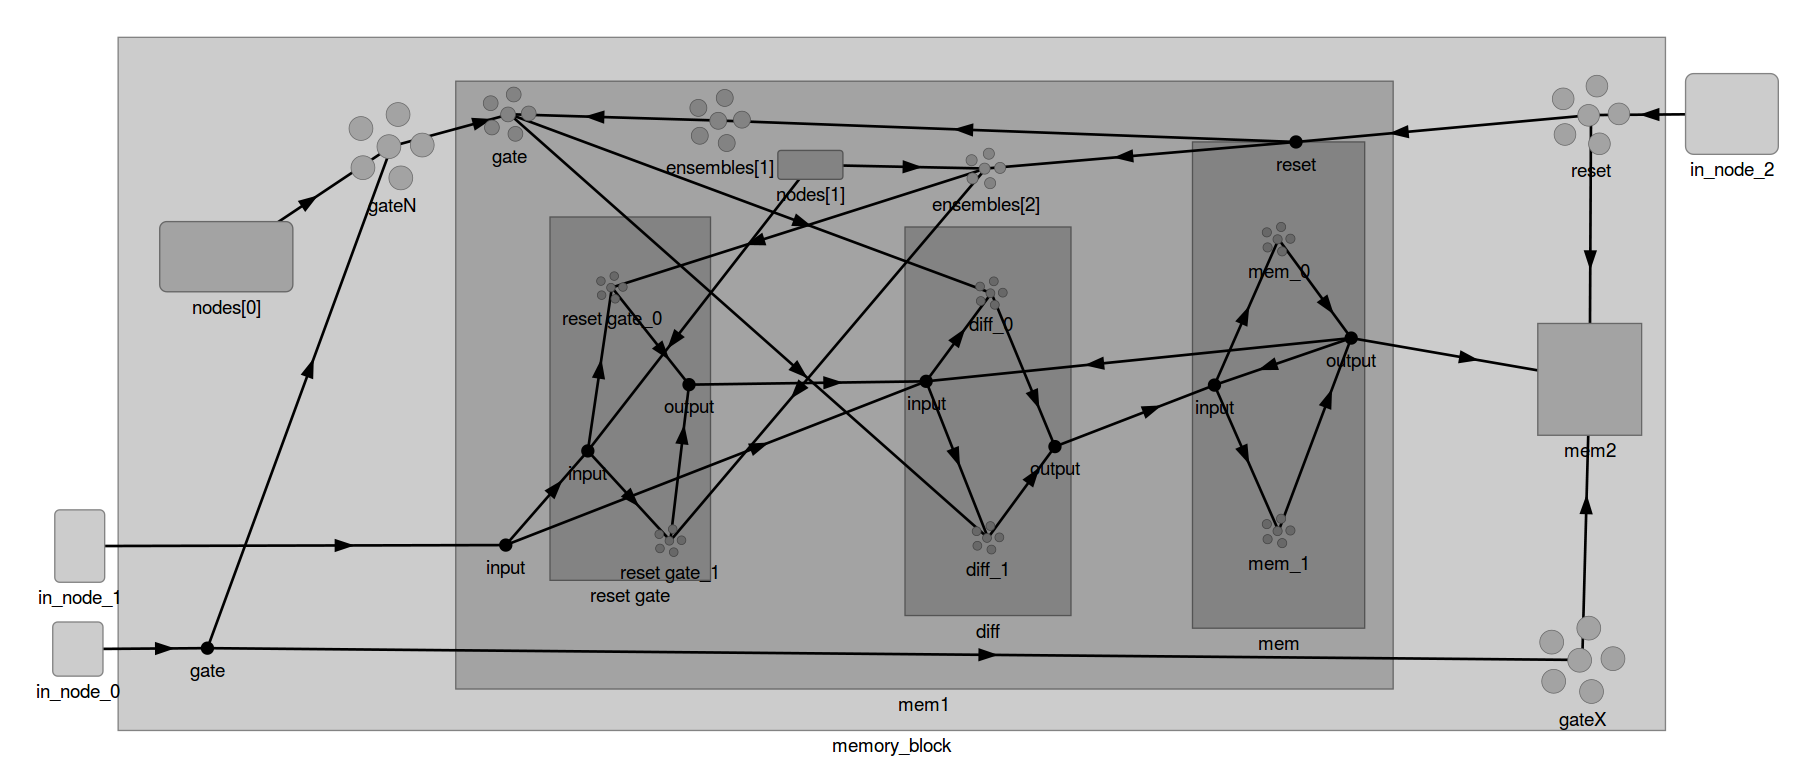 gate
ensembles[1]
nodes[1]
ensembles[2]
reset
reset
in_node_2
gateN
nodes[0]
reset gate_0
diff_0
mem_0
output
input
output
input
output
input
mem2
input
reset gate_1
reset gate
diff_1
mem_1
diff
mem
in_node_1
in_node_0
gate
mem1
gateX
memory_block